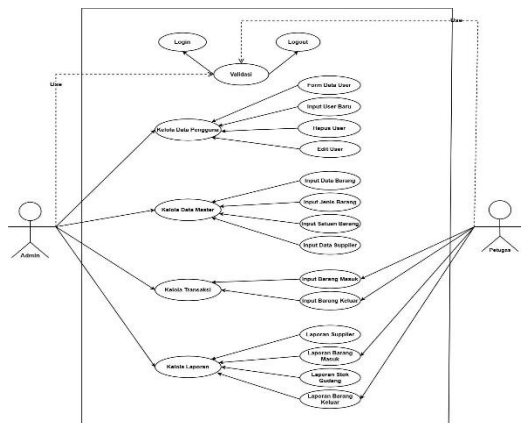 Use
Use
Login
Logout
Validasi
Form Data User
Input User Baru
Kelola Data Pengguna
Hapus User
Edit User
Input Data Barang
Input Jenis Barang
Kelola Data Master
Input Satuan Barang
Input Data Supplier
Admin
Petugas
Input Barang Masuk
Kelola Transaksi
Input Barang Keluar
Laporan Supplier
Laporan Barang
Masuk
Kelola Laporan
Laporan Stok
Gudang
Laporan Barang
Keluar